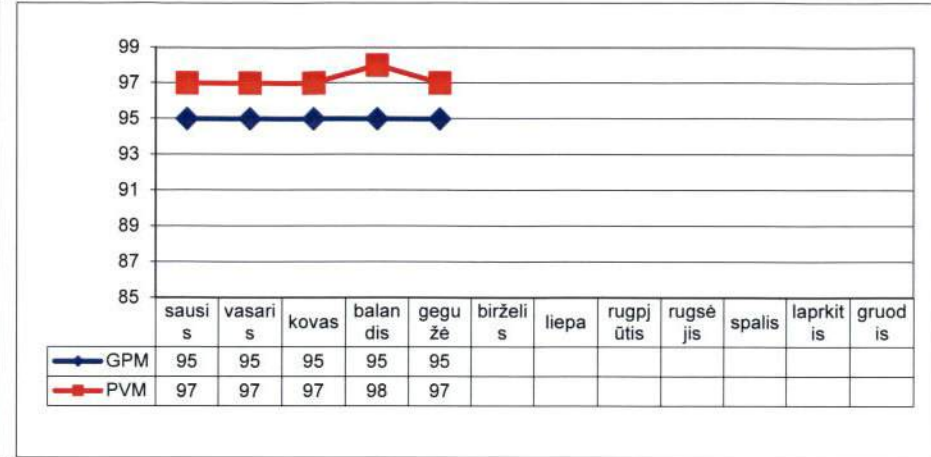 99
97
95
93
91
89
87
85
sausi
s
vasari
s
kovas
balan
dis
gegu
žė
birželi
s
liepa
rugpj
ūtis
rugsė
jis
spalis
laprkit
is
gruod
is
GPM 95 95 95 95 95
PVM 97 97 97 98 97